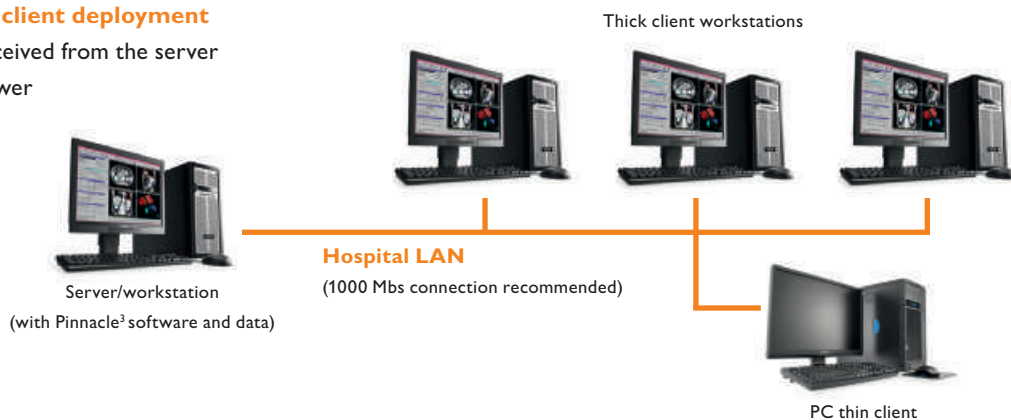 client deployment
ceived from the server
wer
Thick client workstations
Server/workstation
(with Pinnacle³ software and data)
Hospital LAN
(1000 Mbs connection recommended)
PC thin client